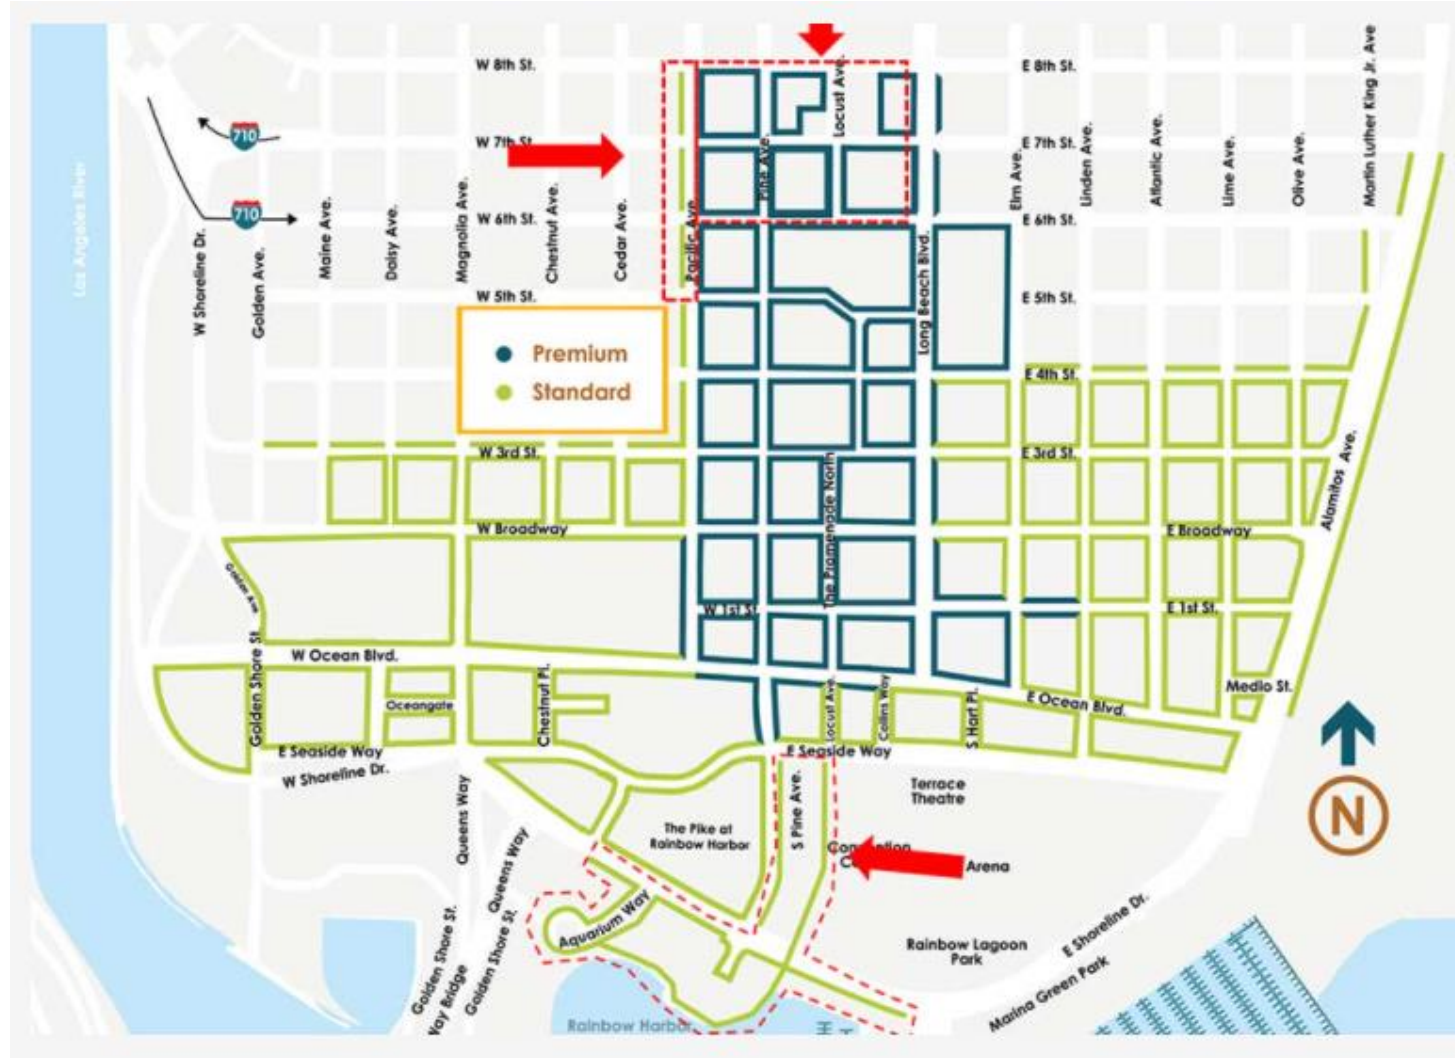 W 8th St.
E 8th St.
Locust Ave.
Martin Luther King Jr. Ave
710
W 7th St.
E 7th St.
Pine Ave.
Elm Ave.
Linden Ave.
Atlantic Ave.
Lime Ave.
Olive Ave.
Los Angeles River
710
W 6th St.
E 6th St.
W Shoreline Dr.
Golden Ave.
Maine Ave.
Daisy Ave.
Magnolia Ave.
Chestnut Ave.
Cedar Ave.
Pacific Ave.
Long Beach Blvd.
W 5th St.
E 5th St.
Premium
Standard
E 4th St.
W 3rd St.
E 3rd St.
The Promenade North
Alamitos Ave.
W Broadway
E Broadway
Golden Ave
W 1st St.
E 1st St.
W Ocean Blvd.
Golden Shore St.
Chestnut Pl.
Oceangate
Locust Ave.
Collins Way
S Hart Pl.
E Ocean Blvd.
Medio St.
E Seaside Way
E Seaside Way
W Shoreline Dr.
Terrace
Theatre
Queens Way
S Pine Ave.
The Pike at
Rainbow Harbor
Arena
N
Queens Way
Aquarium Way
Golden Shore St.
Golden Shore St.
Way Bridge
Rainbow Lagoon
Park
E Shoreline Dr.
Marina Green Park
Rainbow Harbor